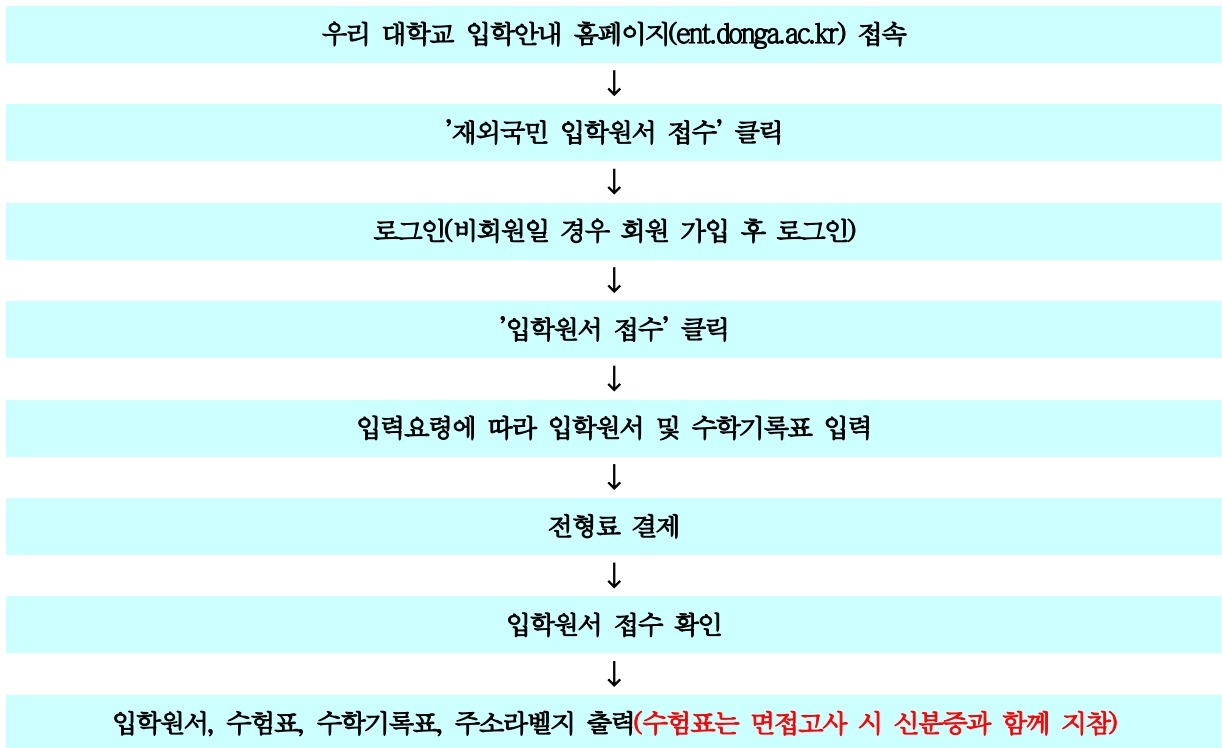 우리 대학교 입학안내 홈페이지(ent.donga.ac.kr) 접속
↓
’재외국민 입학원서 접수’ 클릭
↓
로그인(비회원일 경우 회원 가입 후 로그인)
↓
’입학원서 접수’ 클릭
↓
입력요령에 따라 입학원서 및 수학기록표 입력
↓
전형료 결제
↓
입학원서 접수 확인
↓
입학원서, 수험표, 수학기록표, 주소라벨지 출력(수험표는 면접고사 시 신분증과 함께 지참)